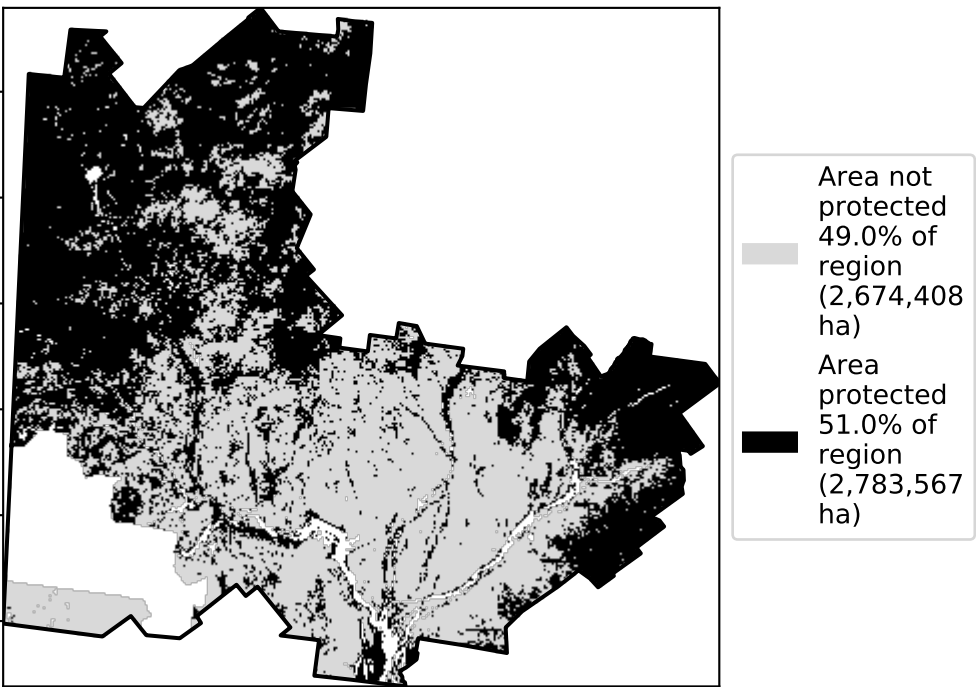 Area not
protected
49.0% of
region
(2,674,408
ha)
Area
protected
51.0% of
region
(2,783,567
ha)